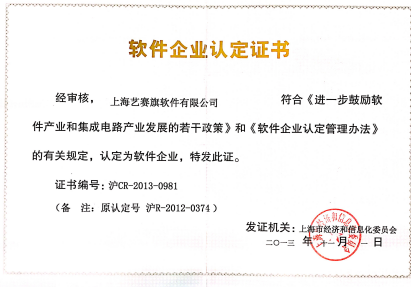 软件企业认定证书
经审核， 上海艺赛旗软件有限公司 符合《进一步鼓励软
件产业和集成电路产业发展的若干政策》和《软件企业认定管理办法》
的有关规定，认定为软件企业，特发此证。
证书编号：沪CR-2013-0981
（备 注：原认定号 沪R-2012-0374）
发证机关：上海市经济和信息化委员会
二〇一三 年 十一 月 一 日